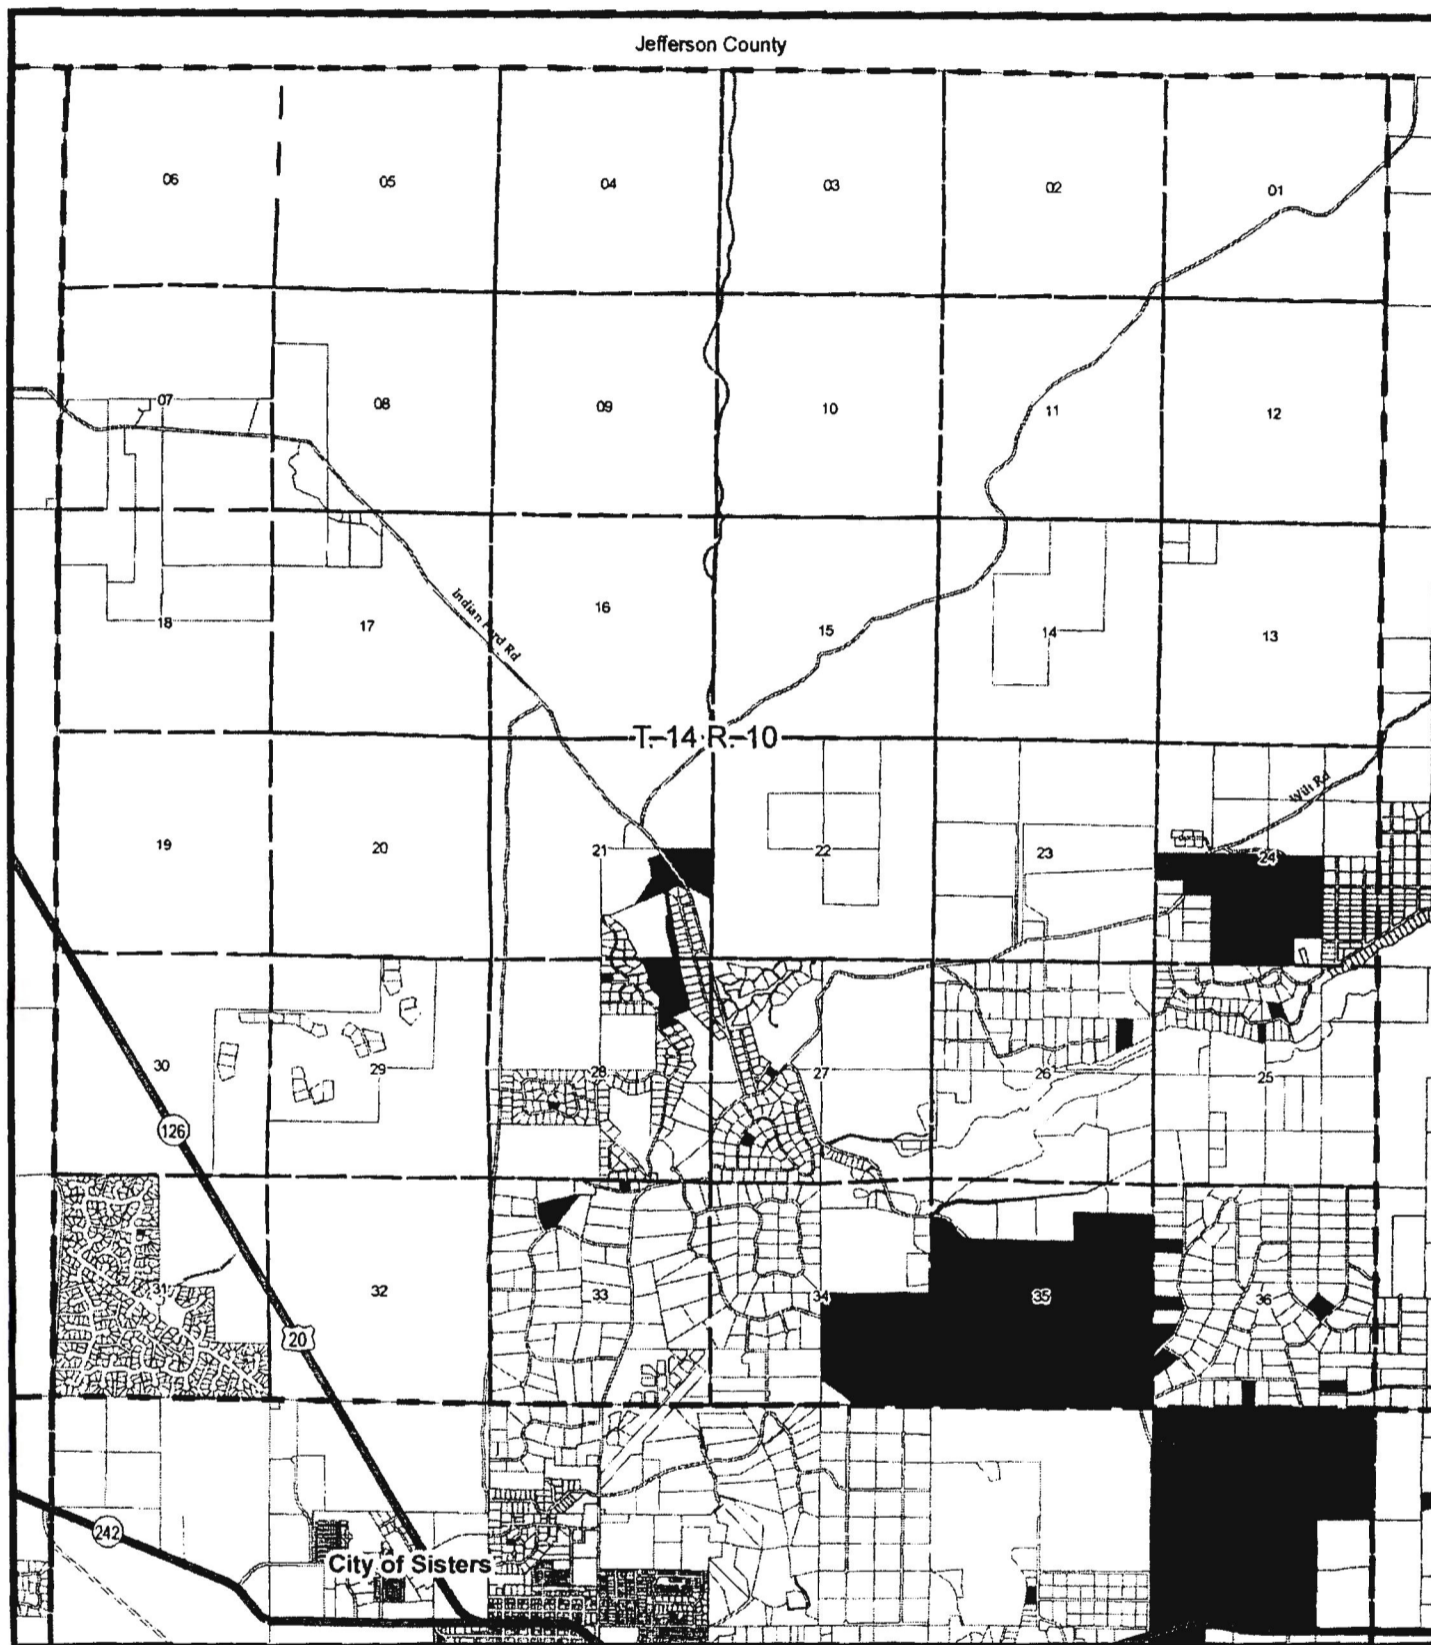 Jefferson County
06 05 04 03 02 01
07 08 09 10 11 12
18 17 16 15 14 13
Indian Ford Rd
T. 14 R. 10
Wilt Rd
19 20 21 22 23 24
30 29 28 27 26 25
126
31 32 33 34 35 36
20
242
City of Sisters